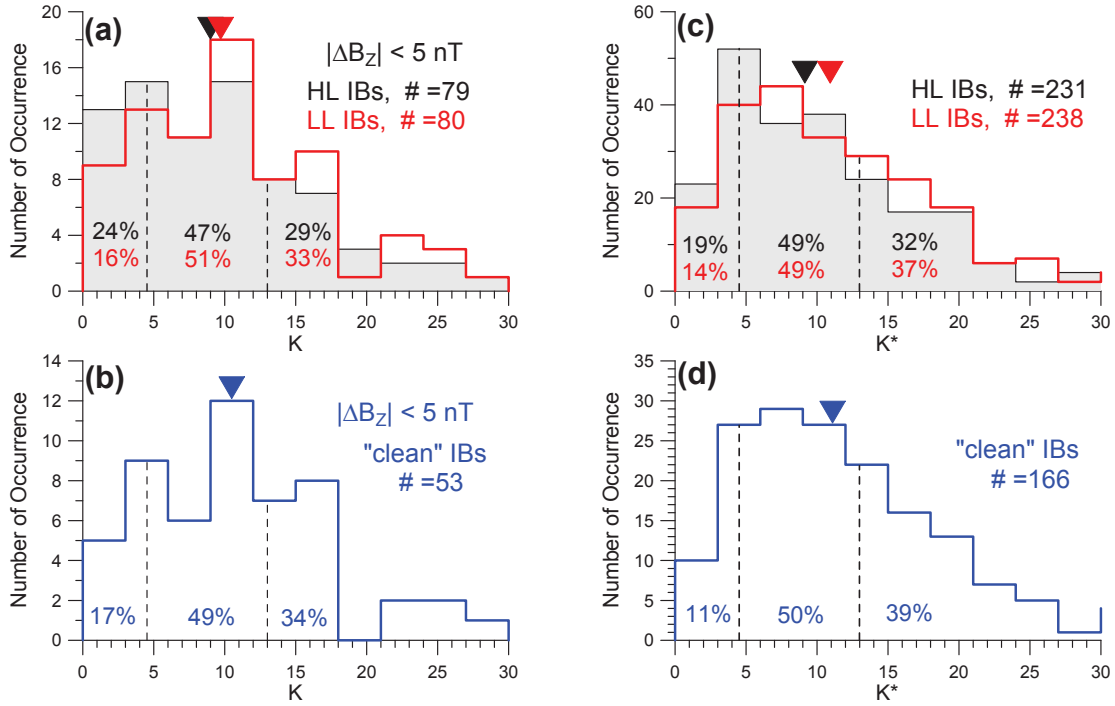 (a)
|ΔB_Z| < 5 nT
HL IBs, # =79
LL IBs, # =80
24% 47% 29%
16% 51% 33%
Number of Occurrence
20
16
12
8
4
0
0 5 10 15 20 25 30
K
(c)
HL IBs, # =231
LL IBs, # =238
19% 49% 32%
14% 49% 37%
Number of Occurrence
60
40
20
0
0 5 10 15 20 25 30
K*
(b)
|ΔB_Z| < 5 nT
"clean" IBs
# =53
17% 49% 34%
Number of Occurrence
14
12
10
8
6
4
2
0
0 5 10 15 20 25 30
K
(d)
"clean" IBs
# =166
11% 50% 39%
Number of Occurrence
35
30
25
20
15
10
5
0
0 5 10 15 20 25 30
K*